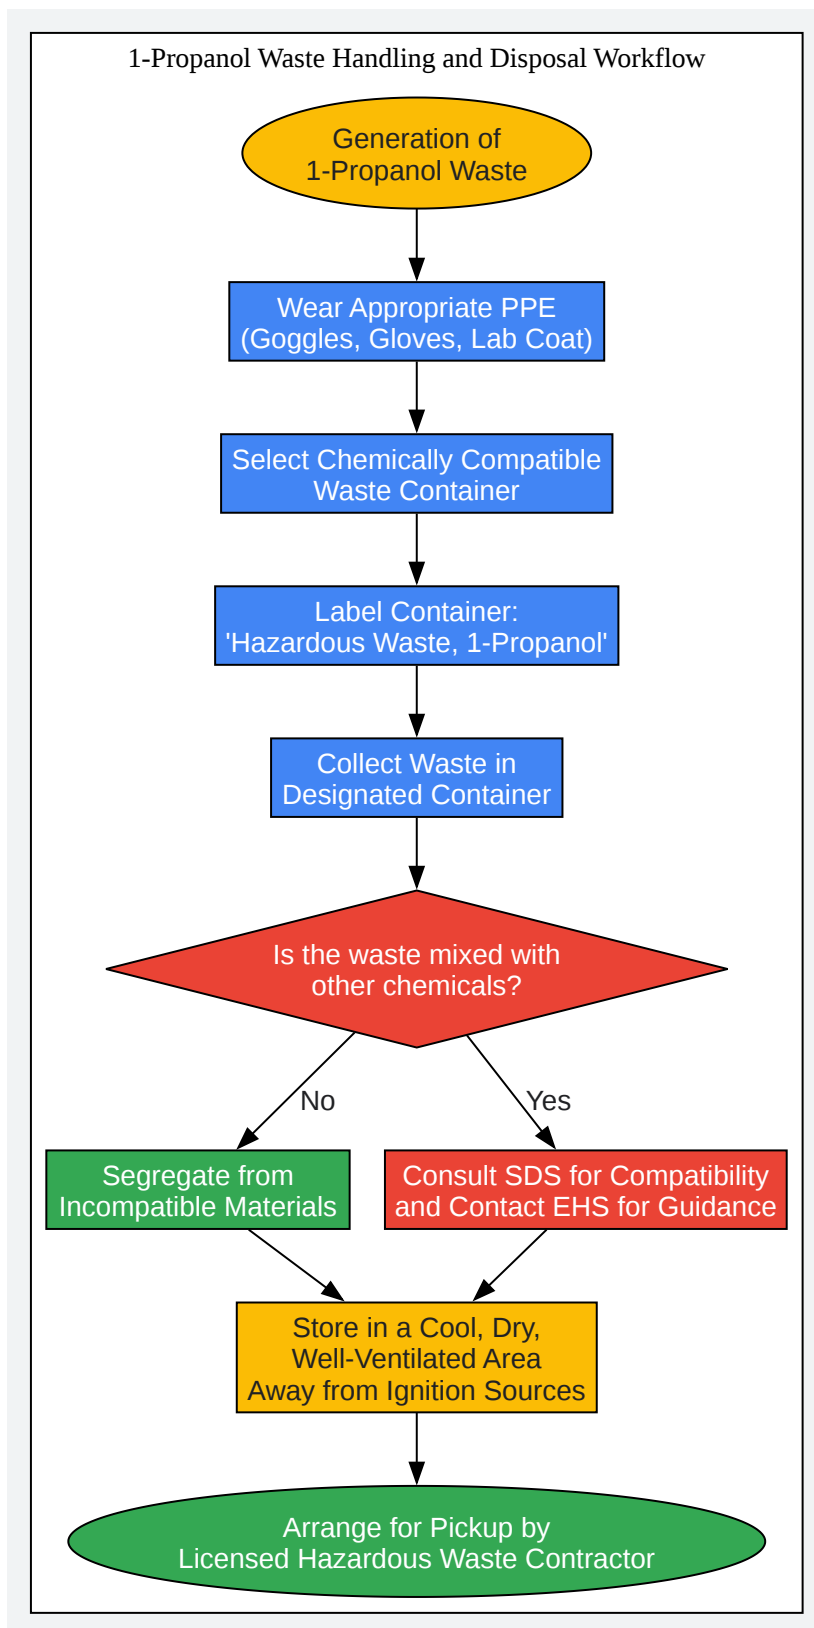 1-Propanol Waste Handling and Disposal Workflow
Generation of
1-Propanol Waste
Wear Appropriate PPE
(Goggles, Gloves, Lab Coat)
Select Chemically Compatible
Waste Container
Label Container:
'Hazardous Waste, 1-Propanol'
Collect Waste in
Designated Container
Is the waste mixed with
other chemicals?
No
Yes
Segregate from
Incompatible Materials
Consult SDS for Compatibility
and Contact EHS for Guidance
Store in a Cool, Dry,
Well-Ventilated Area
Away from Ignition Sources
Arrange for Pickup by
Licensed Hazardous Waste Contractor